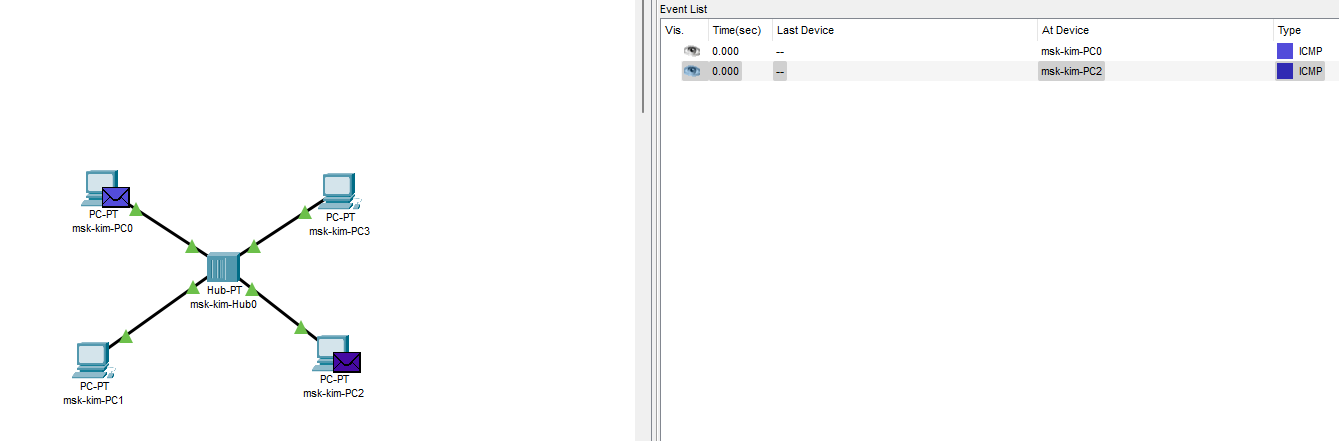 PC-PT
msk-kim-PC0
PC-PT
msk-kim-PC3
Hub-PT
msk-kim-Hub0
PC-PT
msk-kim-PC1
PC-PT
msk-kim-PC2
Event List
Vis. Time(sec) Last Device At Device Type
0.000 -- msk-kim-PC0 ICMP
0.000 -- msk-kim-PC2 ICMP